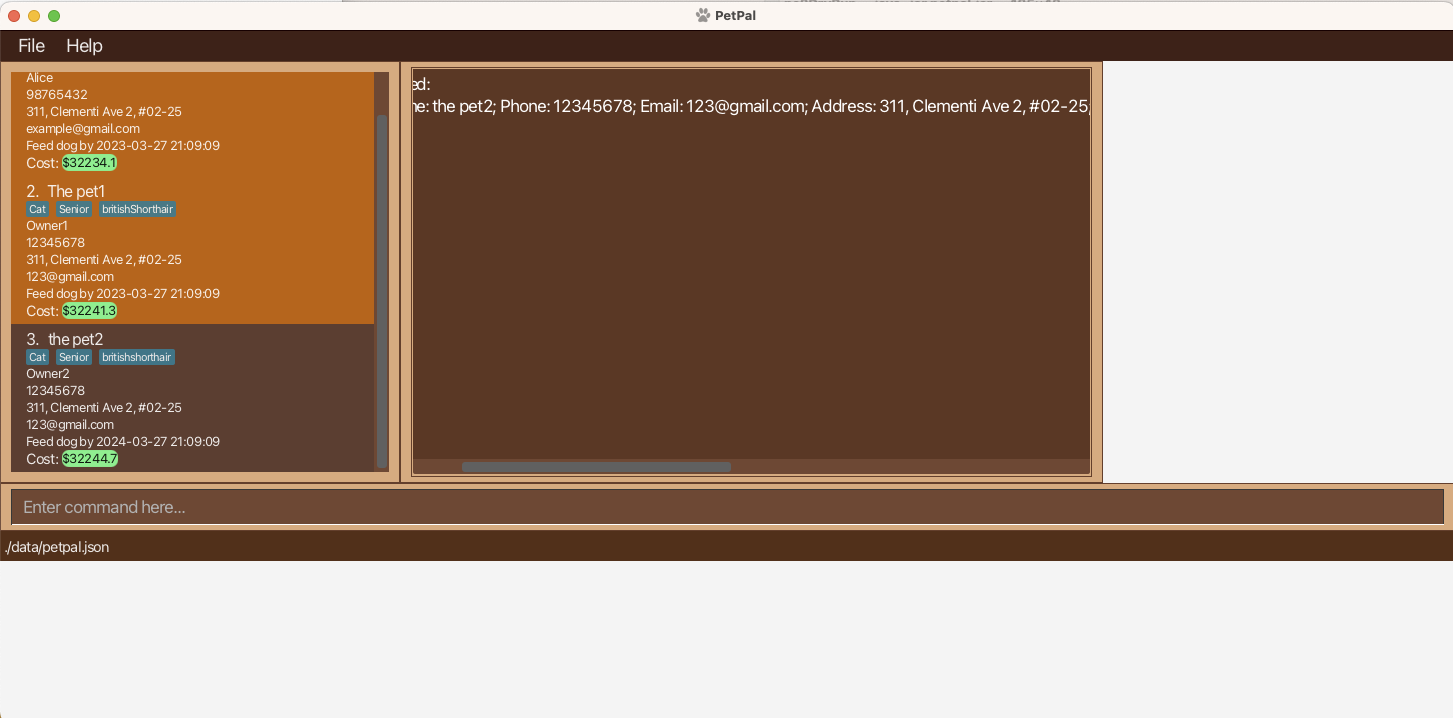 PetPal
File Help
Alice
98765432
311, Clementi Ave 2, #02-25
example@gmail.com
Feed dog by 2023-03-27 21:09:09
Cost: $32234.1
2. The pet1
Cat Senior britishShorthair
Owner1
12345678
311, Clementi Ave 2, #02-25
123@gmail.com
Feed dog by 2023-03-27 21:09:09
Cost: $32241.3
3. the pet2
Cat Senior britishshorthair
Owner2
12345678
311, Clementi Ave 2, #02-25
123@gmail.com
Feed dog by 2024-03-27 21:09:09
Cost: $32244.7
ed:
the pet2; Phone: 12345678; Email: 123@gmail.com; Address: 311, Clementi Ave 2, #02-25;
Enter command here...
./data/petpal.json